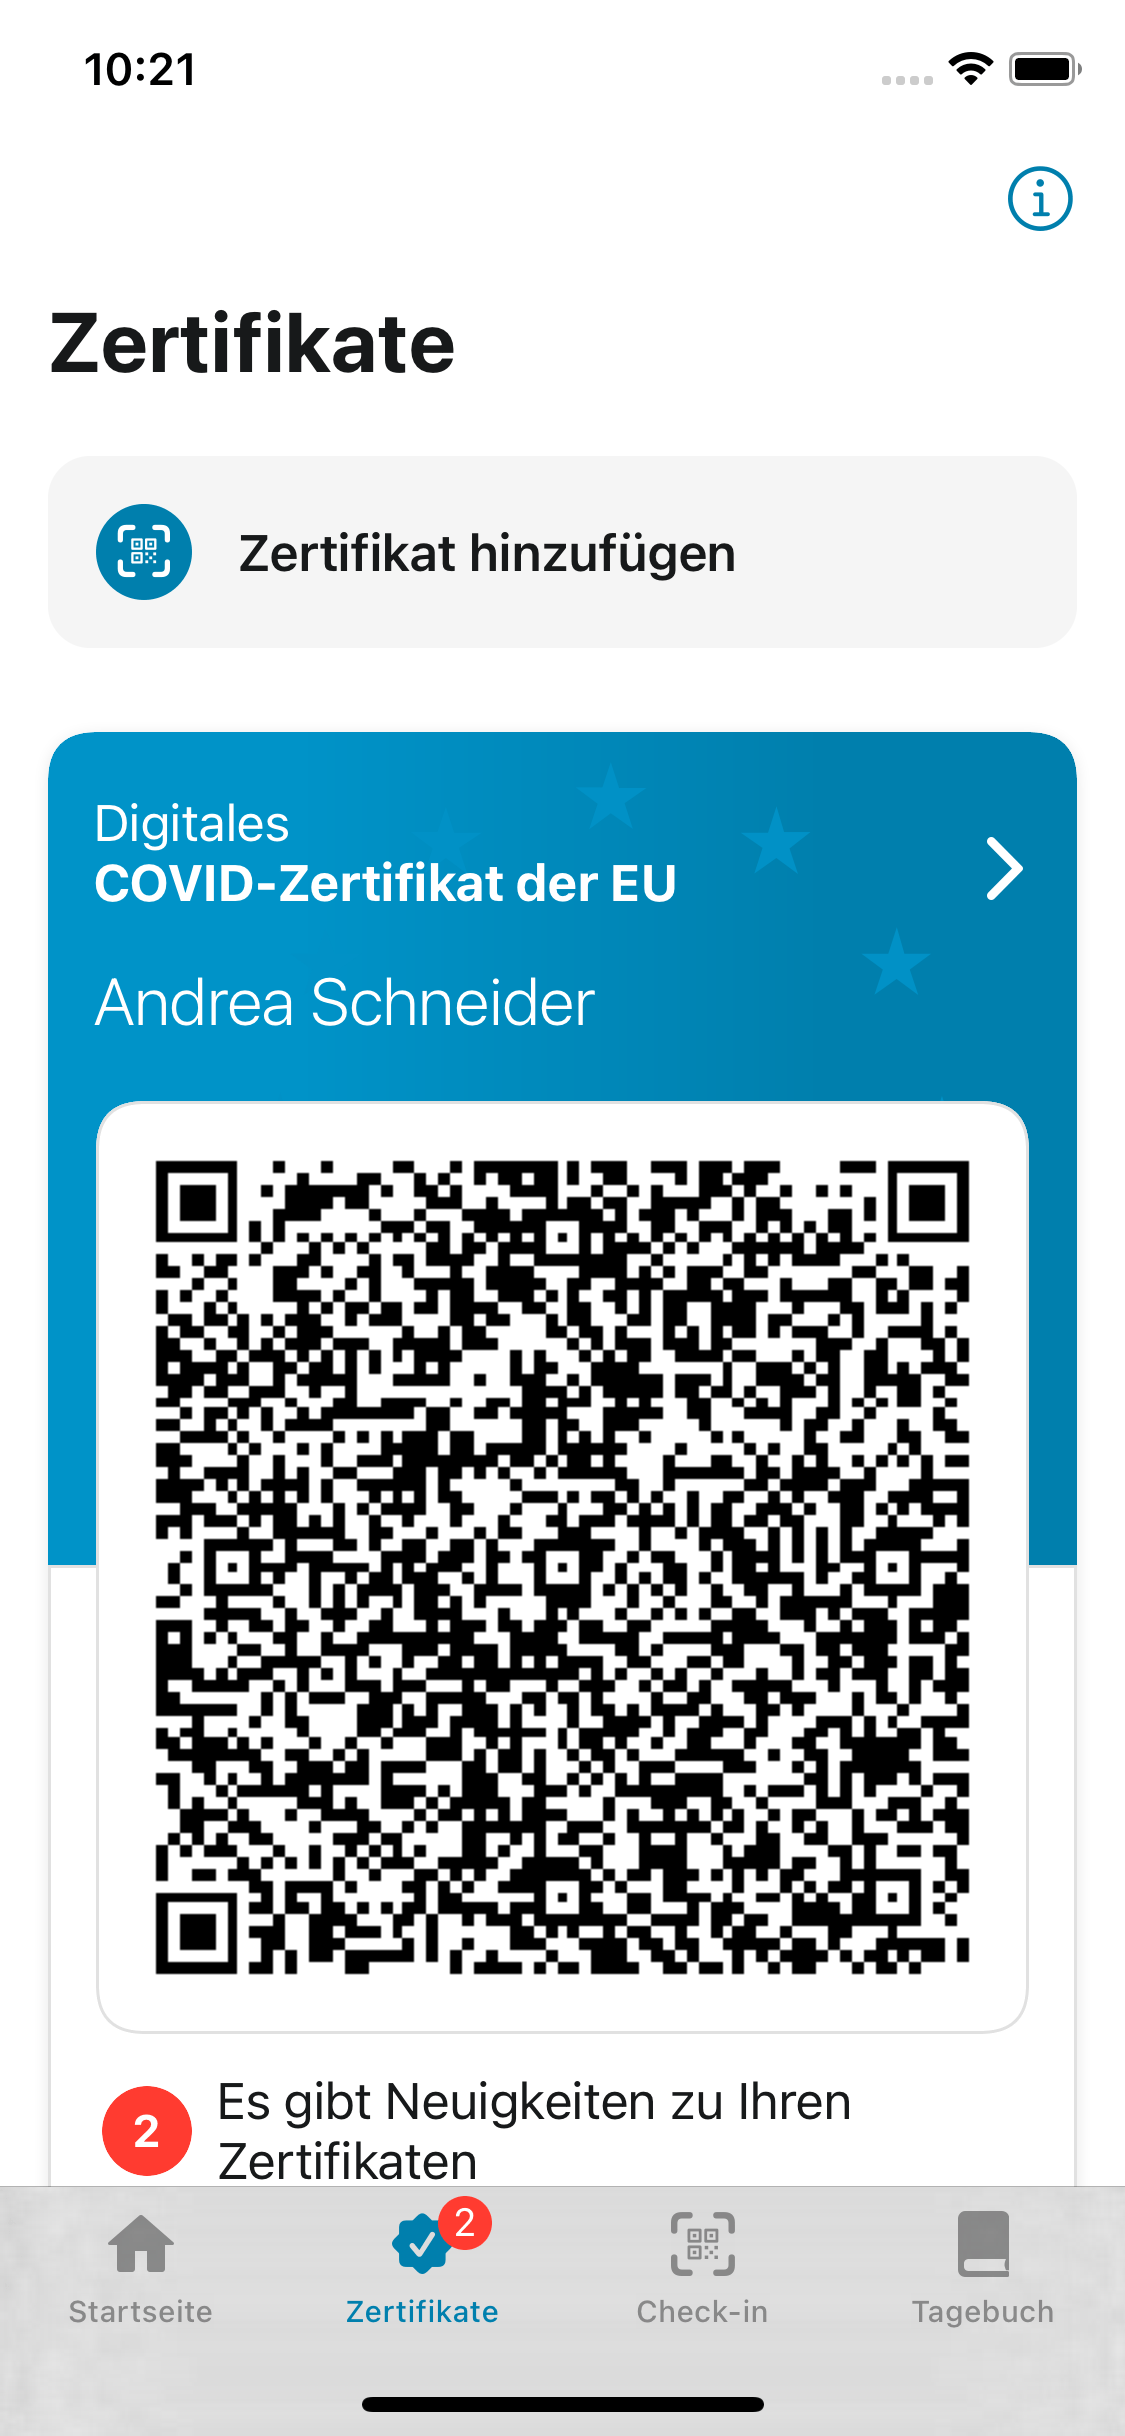 10:21
Zertifikate
Zertifikat hinzufügen
Digitales
COVID-Zertifikat der EU
Andrea Schneider
2
Es gibt Neuigkeiten zu Ihren
Zertifikaten
2
Startseite
Zertifikate
Check-in
Tagebuch